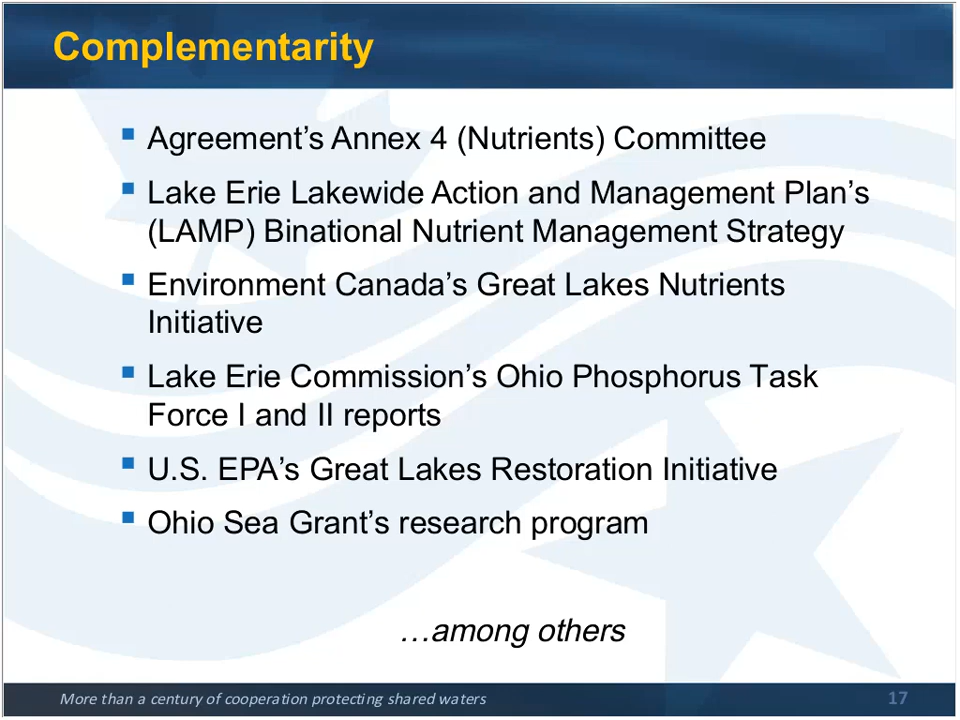 Complementarity
▪ Agreement’s Annex 4 (Nutrients) Committee
▪ Lake Erie Lakewide Action and Management Plan’s
(LAMP) Binational Nutrient Management Strategy
▪ Environment Canada’s Great Lakes Nutrients
Initiative
▪ Lake Erie Commission’s Ohio Phosphorus Task
Force I and II reports
▪ U.S. EPA’s Great Lakes Restoration Initiative
▪ Ohio Sea Grant’s research program
…among others
More than a century of cooperation protecting shared waters
17